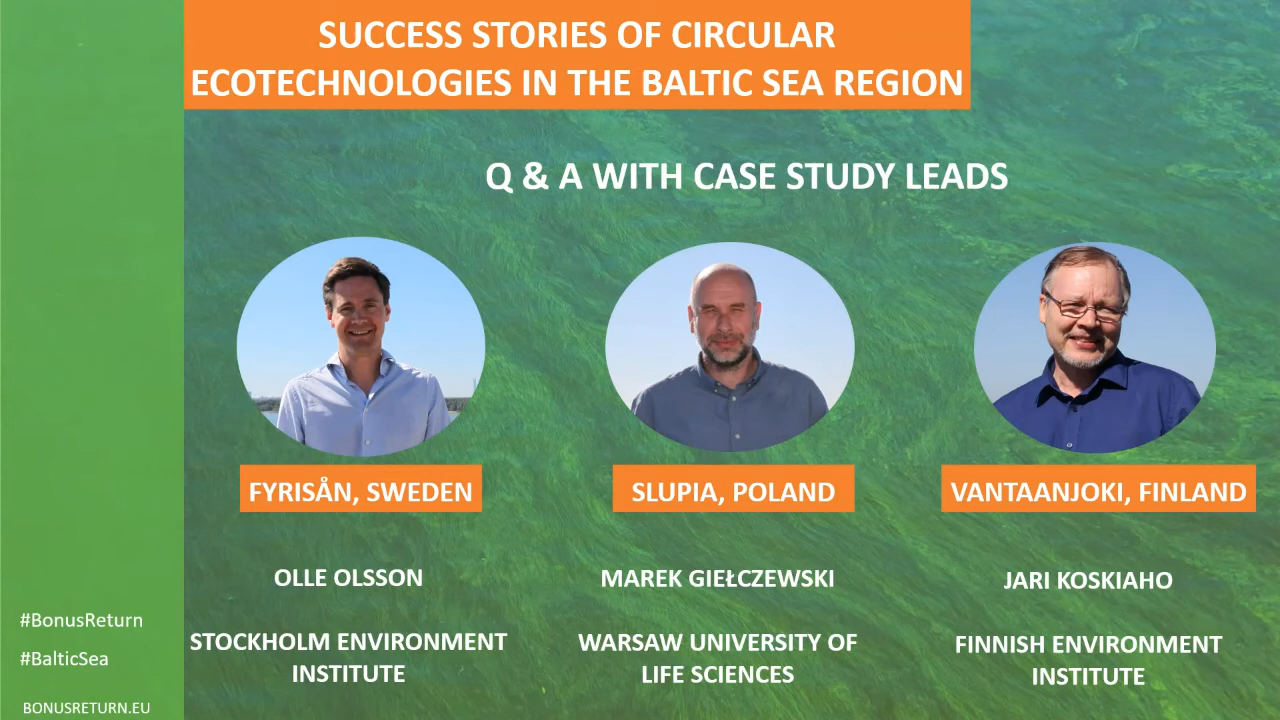 SUCCESS STORIES OF CIRCULAR
ECOTECHNOLOGIES IN THE BALTIC SEA REGION
Q & A WITH CASE STUDY LEADS
FYRISÅN, SWEDEN
SLUPIA, POLAND
VANTAANJOKI, FINLAND
OLLE OLSSON
MAREK GIEŁCZEWSKI
JARI KOSKIAHO
STOCKHOLM ENVIRONMENT
INSTITUTE
WARSAW UNIVERSITY OF
LIFE SCIENCES
FINNISH ENVIRONMENT
INSTITUTE
#BonusReturn
#BalticSea
BONUSRETURN.EU